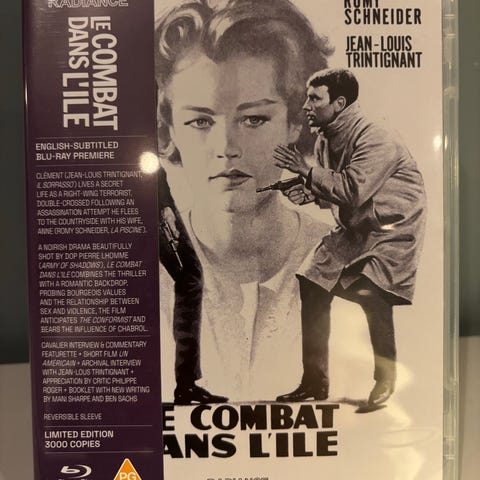 RADIANCE
LE COMBAT
DANS L'ILE
ENGLISH-SUBTITLED
BLU-RAY PREMIERE
CLÉMENT (JEAN-LOUIS TRINTIGNANT,
IL SORPASSO) LIVES A SECRET
LIFE AS A RIGHT-WING TERRORIST.
DOUBLE-CROSSED FOLLOWING AN
ASSASSINATION ATTEMPT HE FLEES
TO THE COUNTRYSIDE WITH HIS WIFE,
ANNE (ROMY SCHNEIDER, LA PISCINE).
A NOIRISH DRAMA BEAUTIFULLY
SHOT BY DOP PIERRE LHOMME
(ARMY OF SHADOWS), LE COMBAT
DANS L'ILE COMBINES THE THRILLER
WITH A ROMANTIC BACKDROP,
PROBING BOURGEOIS VALUES
AND THE RELATIONSHIP BETWEEN
SEX AND VIOLENCE, THE FILM
ANTICIPATES THE CONFORMIST AND
BEARS THE INFLUENCE OF CHABROL.
CAVALIER INTERVIEW & COMMENTARY
FEATURETTE + SHORT FILM UN
AMERICAIN + ARCHIVAL INTERVIEW
WITH JEAN-LOUIS TRINTIGNANT +
APPRECIATION BY CRITIC PHILIPPE
ROGER + BOOKLET WITH NEW WRITING
BY MANI SHARPE AND BEN SACHS
REVERSIBLE SLEEVE
LIMITED EDITION
3000 COPIES
PG
ROMY
SCHNEIDER
JEAN-LOUIS
TRINTIGNANT
E COMBAT
ANS L'ILE
RADIANCE